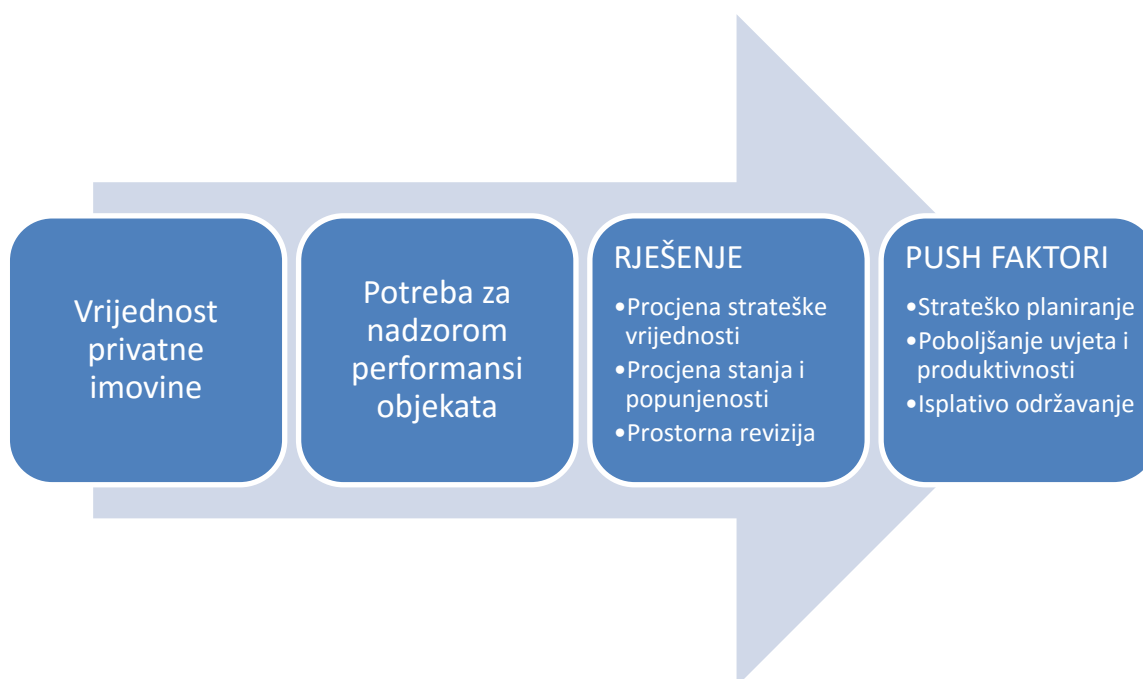 Vrijednost
privatne
imovine
Potreba za
nadzorom
performansi
objekata
RJEŠENJE
•Procjena strateške
vrijednosti
•Procjena stanja i
popunjenosti
•Prostorna revizija
PUSH FAKTORI
•Strateško planiranje
•Poboljšanje uvjeta i
produktivnosti
•Isplativo održavanje